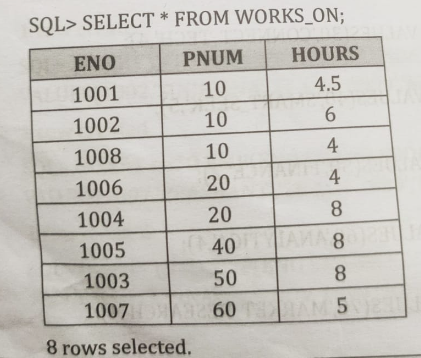 SQL> SELECT * FROM WORKS_ON;
ENO PNUM HOURS
1001 10 4.5
1002 10 6
1008 10 4
1006 20 4
1004 20 8
1005 40 8
1003 50 8
1007 60 5
8 rows selected.